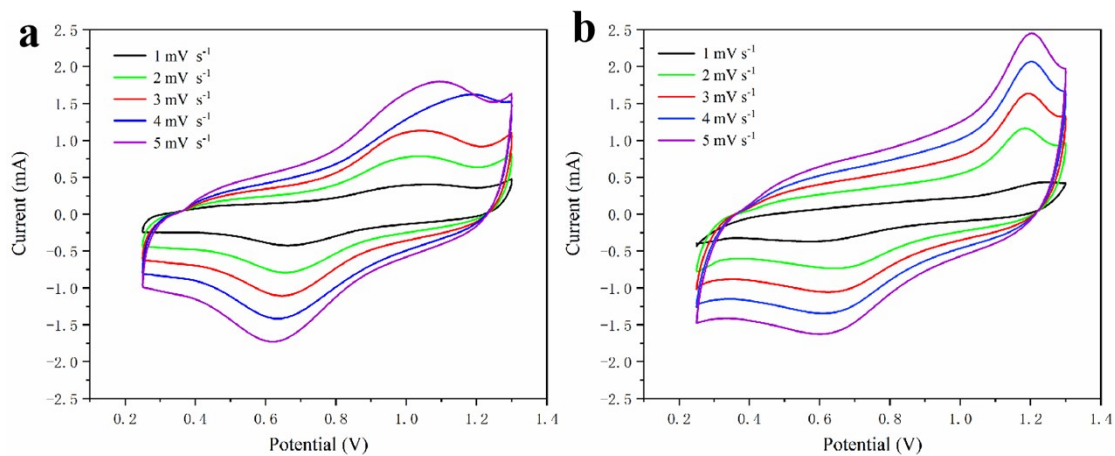 a
1 mV s⁻¹
2 mV s⁻¹
3 mV s⁻¹
4 mV s⁻¹
5 mV s⁻¹
Current (mA)
2.5
2.0
1.5
1.0
0.5
0.0
-0.5
-1.0
-1.5
-2.0
-2.5
0.2 0.4 0.6 0.8 1.0 1.2 1.4
Potential (V)
b
1 mV s⁻¹
2 mV s⁻¹
3 mV s⁻¹
4 mV s⁻¹
5 mV s⁻¹
Current (mA)
2.5
2.0
1.5
1.0
0.5
0.0
-0.5
-1.0
-1.5
-2.0
-2.5
0.2 0.4 0.6 0.8 1.0 1.2 1.4
Potential (V)